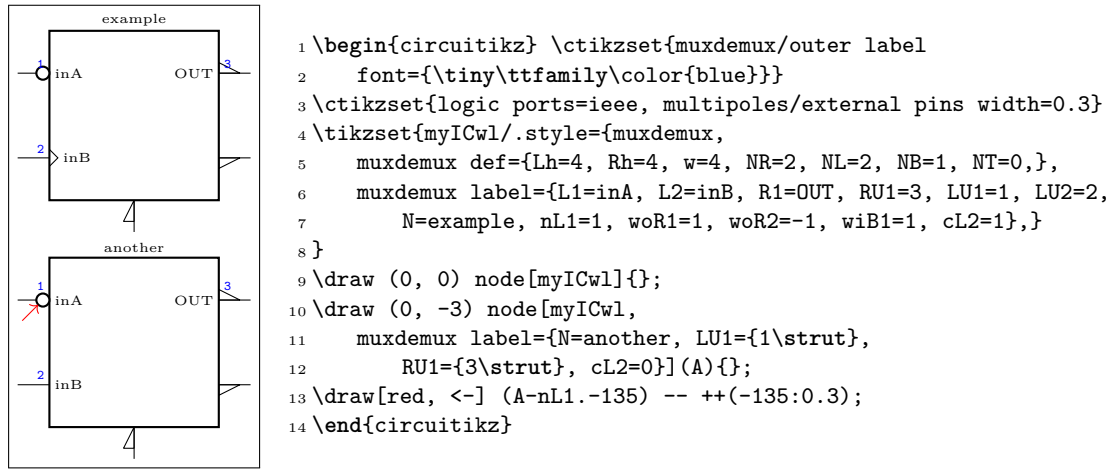 example
1
inA
OUT
3
2
inB
another
1
inA
OUT
3
2
inB
1 \begin{circuitikz} \ctikzset{muxdemux/outer label
2 font={\tiny\ttfamily\color{blue}}}
3 \ctikzset{logic ports=ieee, multipoles/external pins width=0.3}
4 \tikzset{myICwl/.style={muxdemux,
5 muxdemux def={Lh=4, Rh=4, w=4, NR=2, NL=2, NB=1, NT=0,},
6 muxdemux label={L1=inA, L2=inB, R1=OUT, RU1=3, LU1=1, LU2=2,
7 N=example, nL1=1, woR1=1, woR2=-1, wiB1=1, cL2=1},}
8 }
9 \draw (0, 0) node[myICwl]{};
10 \draw (0, -3) node[myICwl,
11 muxdemux label={N=another, LU1={1\strut},
12 RU1={3\strut}, cL2=0}](A){};
13 \draw[red, <-] (A-nL1.-135) -- ++(-135:0.3);
14 \end{circuitikz}